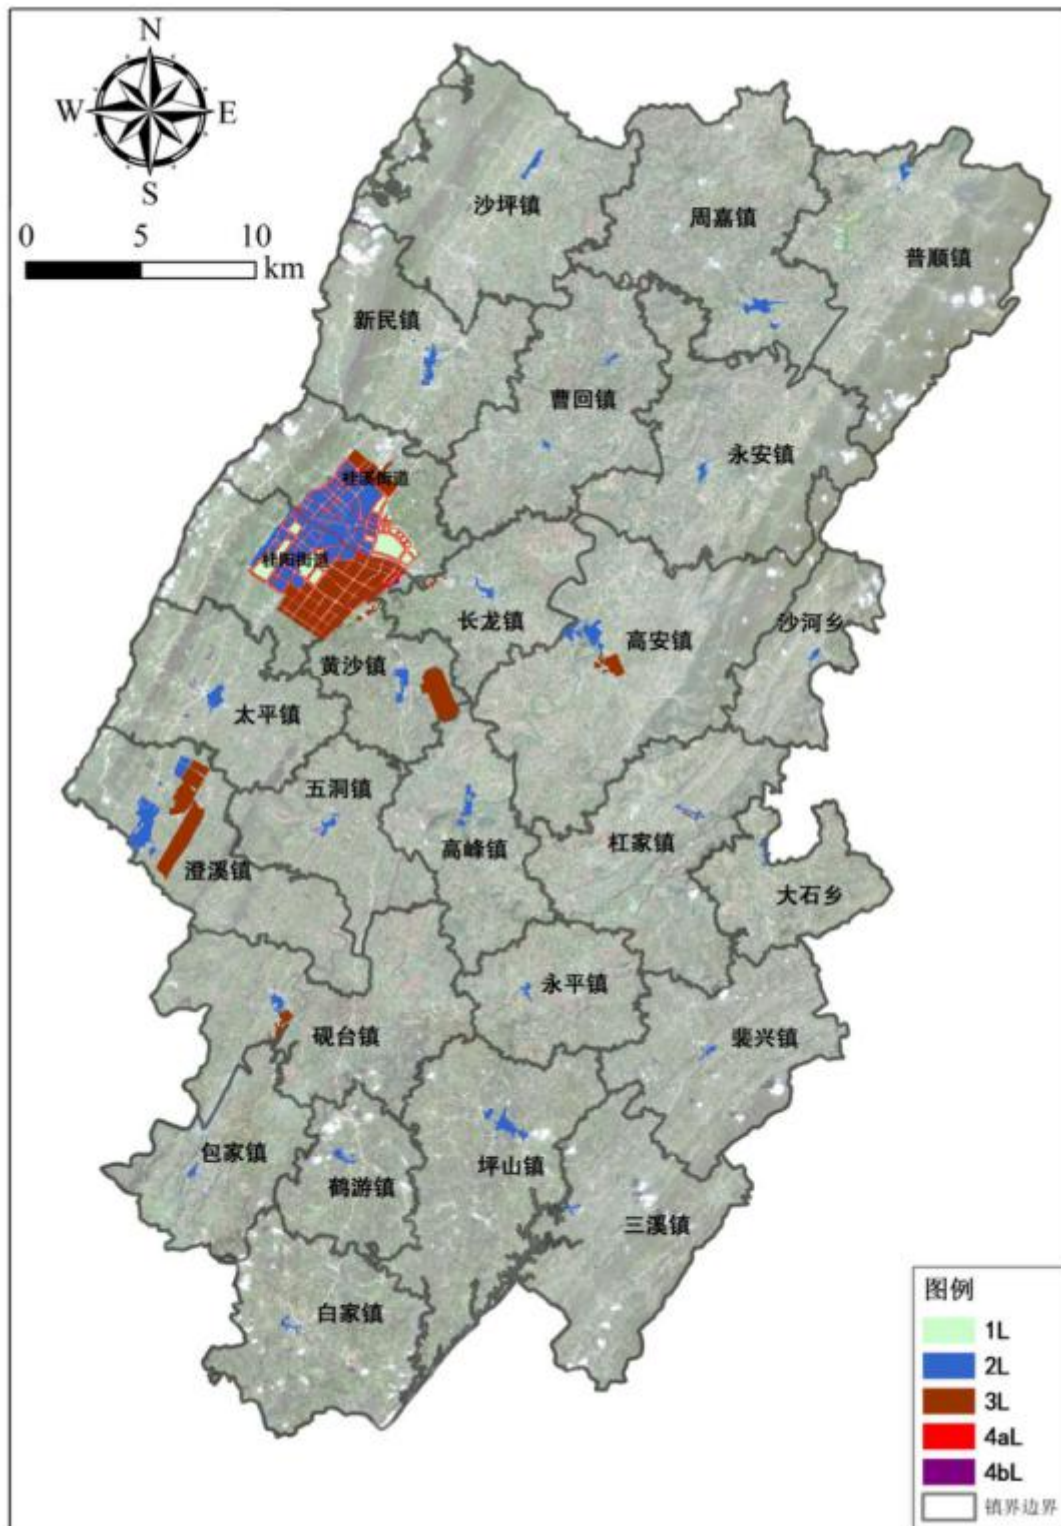 N
W
E
S
0
5
10
km
沙坪镇
周嘉镇
普顺镇
新民镇
曹回镇
永安镇
桂溪街道
桂阳街道
长龙镇
高安镇
沙河乡
黄沙镇
太平镇
五洞镇
高峰镇
杠家镇
澄溪镇
大石乡
永平镇
砚台镇
裴兴镇
包家镇
鹤游镇
坪山镇
三溪镇
白家镇
图例
1L
2L
3L
4aL
4bL
镇界边界